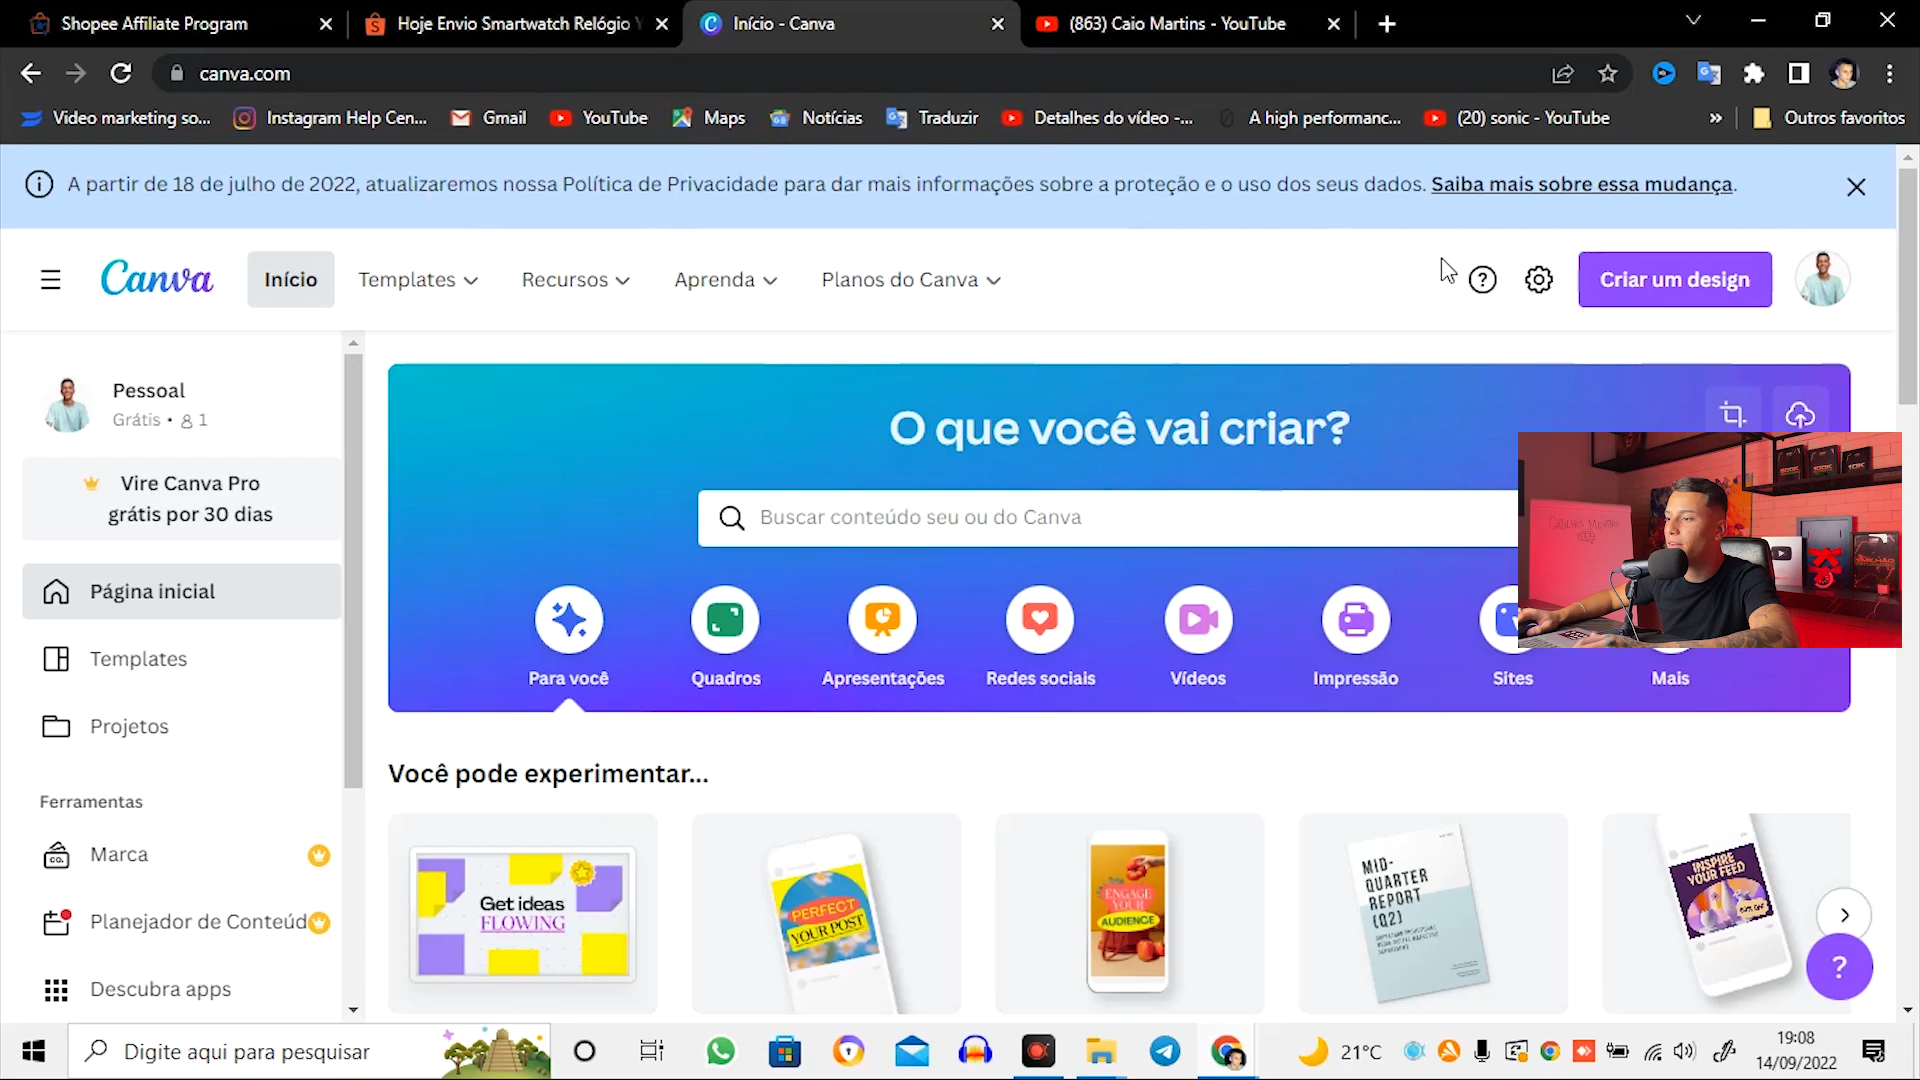 Shopee Affiliate Program
Hoje Envio Smartwatch Relógio
Início - Canva
(863) Caio Martins - YouTube
canva.com
Video marketing so...
Instagram Help Cen...
Gmail
YouTube
Maps
Notícias
Traduzir
Detalhes do vídeo -...
A high performanc...
(20) sonic - YouTube
»
Outros favoritos
A partir de 18 de julho de 2022, atualizaremos nossa Política de Privacidade para dar mais informações sobre a proteção e o uso dos seus dados. Saiba mais sobre essa mudança.
Canva
Início
Templates
Recursos
Aprenda
Planos do Canva
Criar um design
Pessoal
Grátis • 1
Vire Canva Pro
grátis por 30 dias
Página inicial
Templates
Projetos
Ferramentas
Marca
Planejador de Conteúd
Descubra apps
O que você vai criar?
Buscar conteúdo seu ou do Canva
Para você
Quadros
Apresentações
Redes sociais
Vídeos
Impressão
Sites
Mais
100K
10K
Você pode experimentar...
Get ideas
FLOWING
PERFECT
YOUR POST
ENGAGE
YOUR
AUDIENCE
MID-
QUARTER
REPORT
(Q2)
INSPIRE
YOUR FEED
Digite aqui para pesquisar
21°C
19:08
14/09/2022